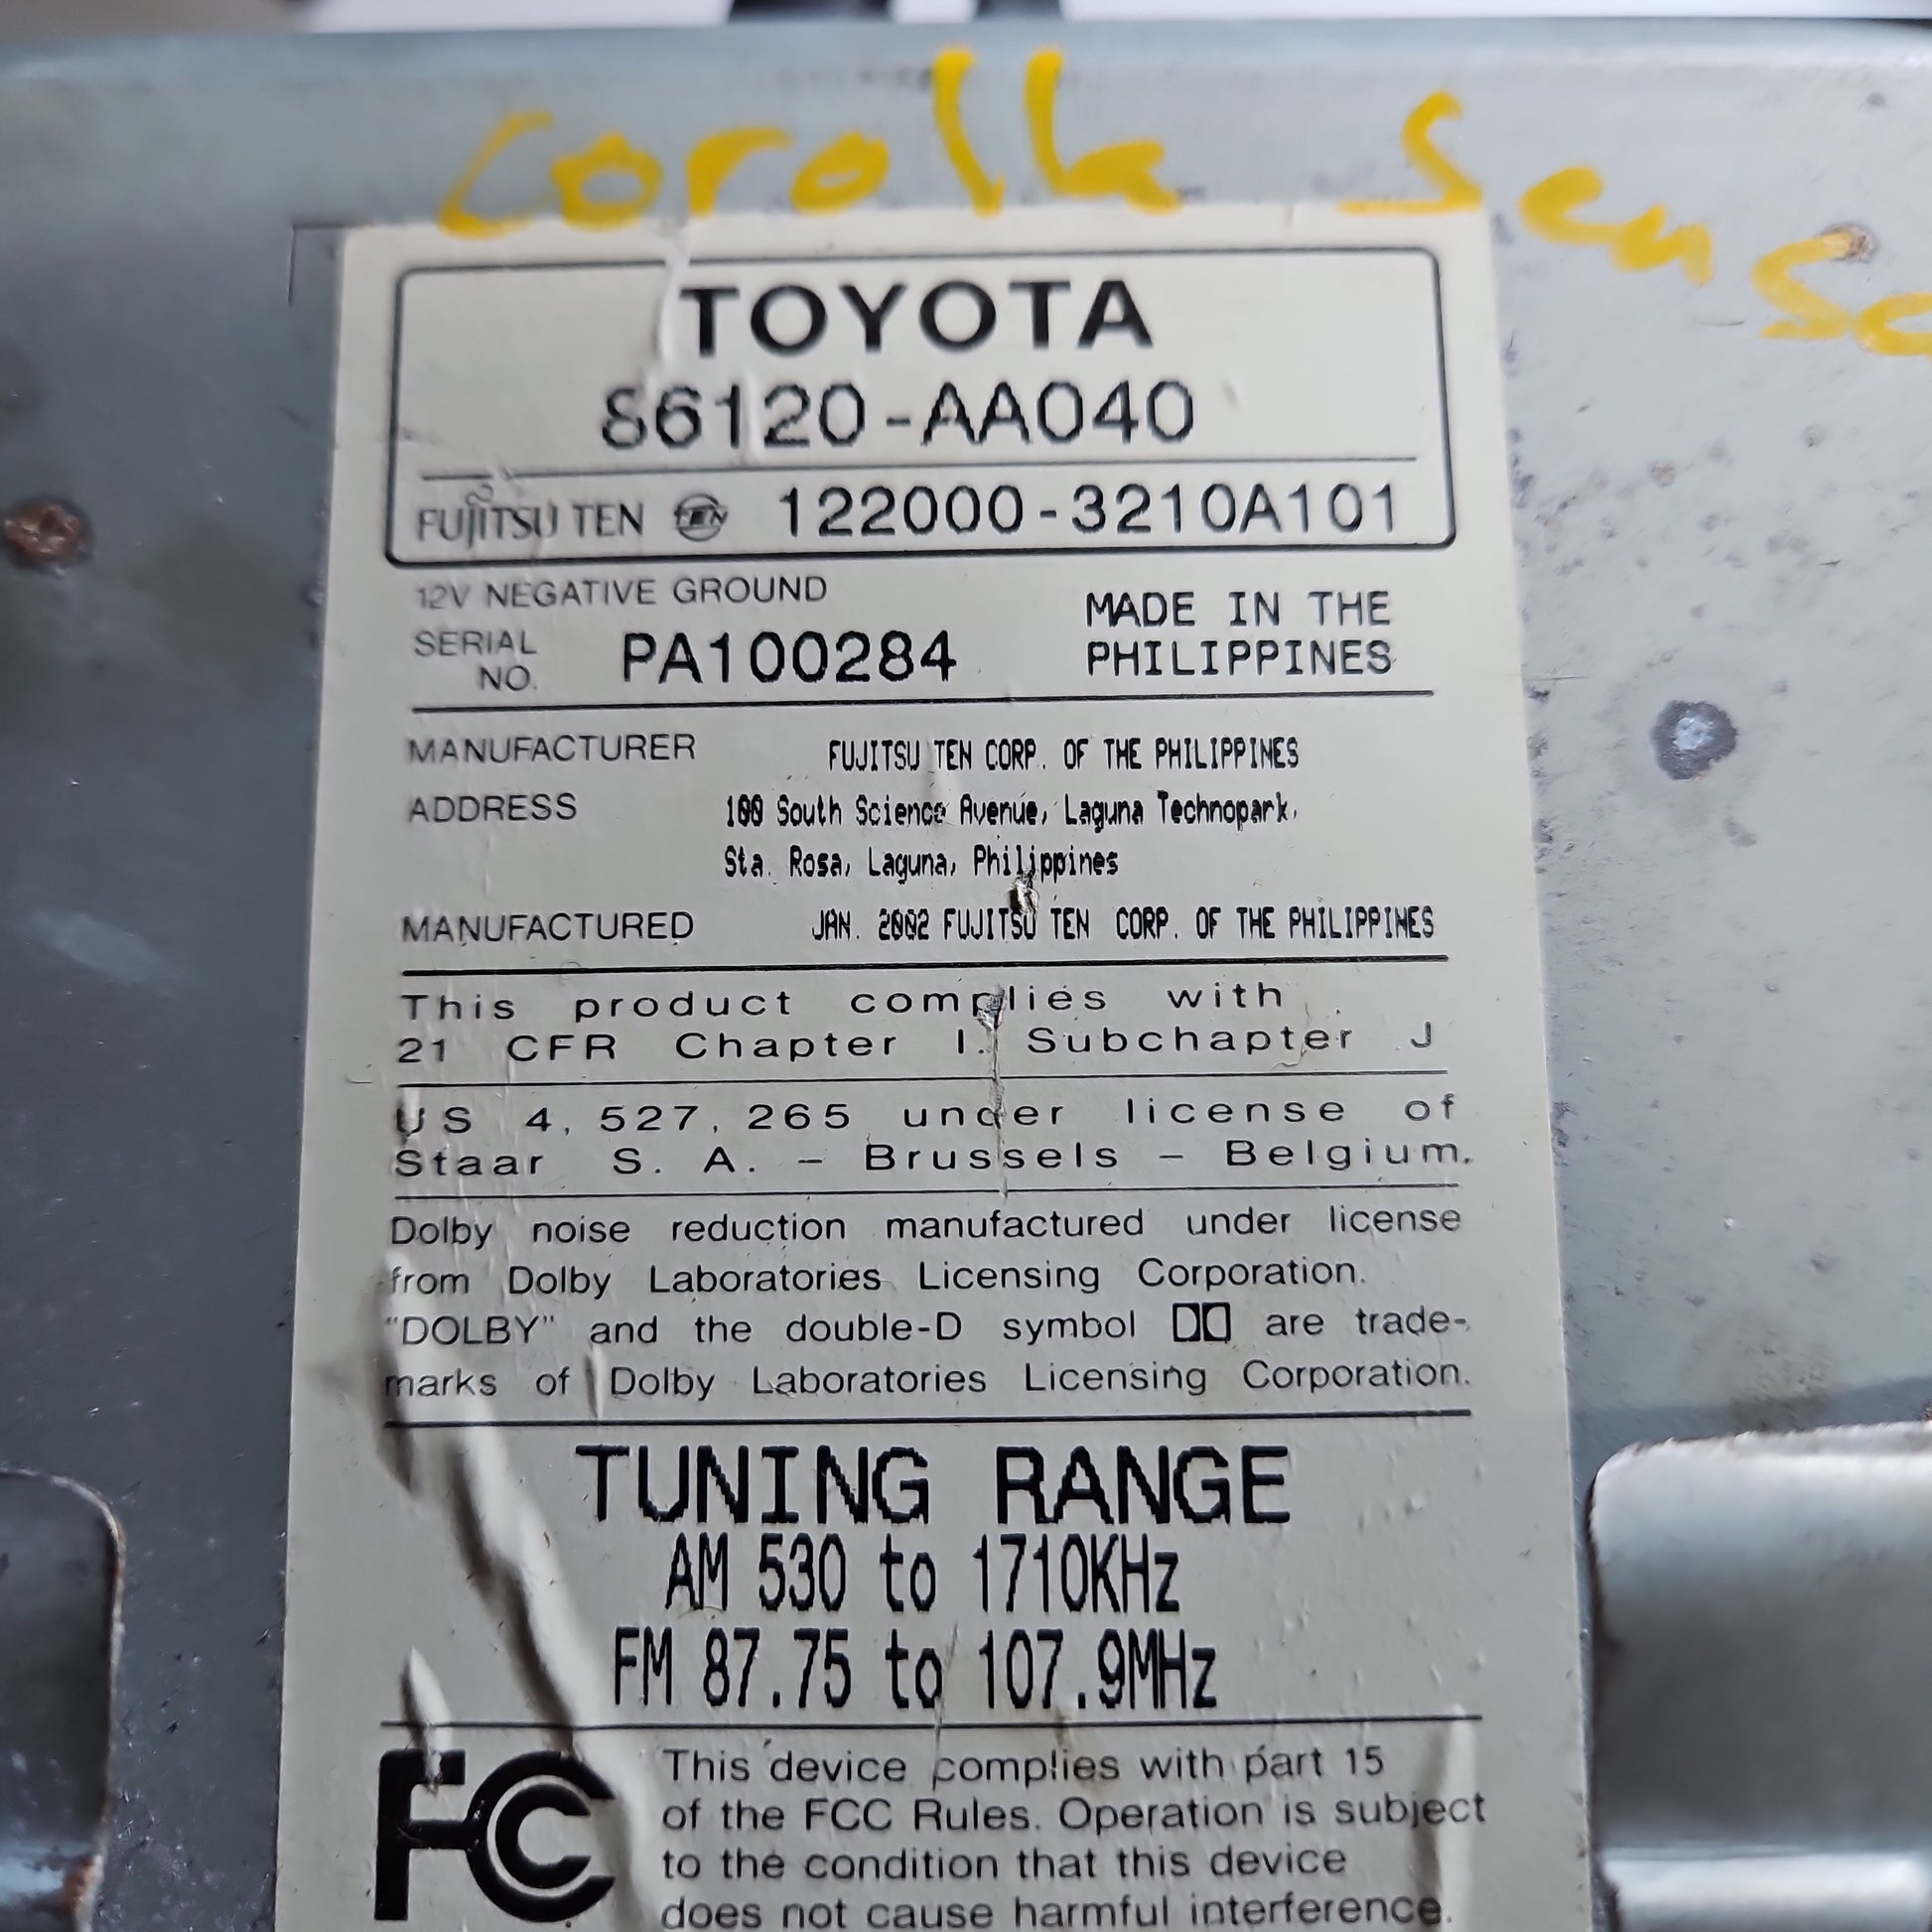 Corolla Sens
TOYOTA
86120-AA040
FUJITSU TEN TEN 122000-3210A101
12V NEGATIVE GROUND
SERIAL NO. PA100284
MADE IN THE
PHILIPPINES
MANUFACTURER FUJITSU TEN CORP. OF THE PHILIPPINES
ADDRESS 100 South Science Avenue, Laguna Technopark,
Sta. Rosa, Laguna, Philippines
MANUFACTURED JAN. 2002 FUJITSU TEN CORP. OF THE PHILIPPINES
This product complies with
21 CFR Chapter I. Subchapter J
US 4,527,265 under license of
Staar S.A. - Brussels - Belgium.
Dolby noise reduction manufactured under license
from Dolby Laboratories Licensing Corporation.
"DOLBY" and the double-D symbol are trade-
marks of Dolby Laboratories Licensing Corporation.
TUNING RANGE
AM 530 to 1710KHz
FM 87.75 to 107.9MHz
FC This device complies with part 15
of the FCC Rules. Operation is subject
to the condition that this device
does not cause harmful interference.